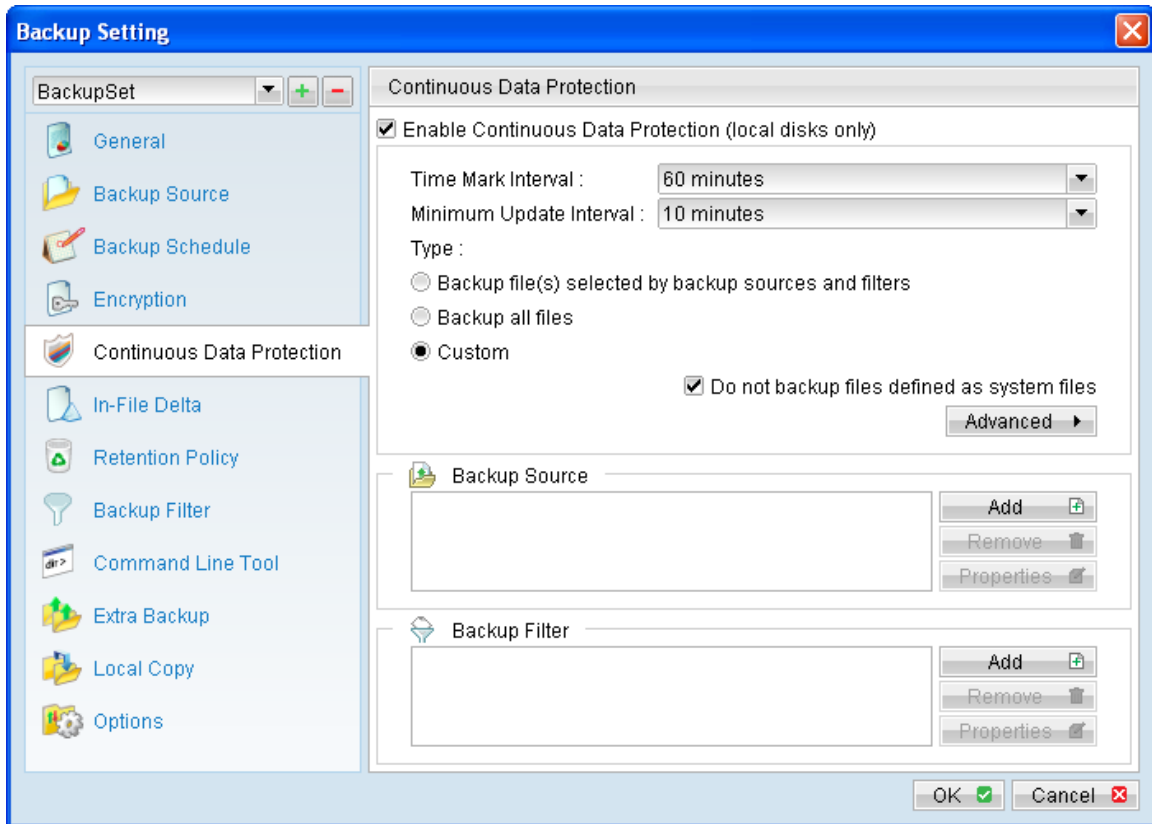 Backup Setting
BackupSet
General
Backup Source
Backup Schedule
Encryption
Continuous Data Protection
In-File Delta
Retention Policy
Backup Filter
dir>
Command Line Tool
Extra Backup
Local Copy
Options
Continuous Data Protection
Enable Continuous Data Protection (local disks only)
Time Mark Interval : 60 minutes
Minimum Update Interval : 10 minutes
Type :
Backup file(s) selected by backup sources and filters
Backup all files
Custom
Do not backup files defined as system files
Advanced
Backup Source
Add
Remove
Properties
Backup Filter
Add
Remove
Properties
OK Cancel